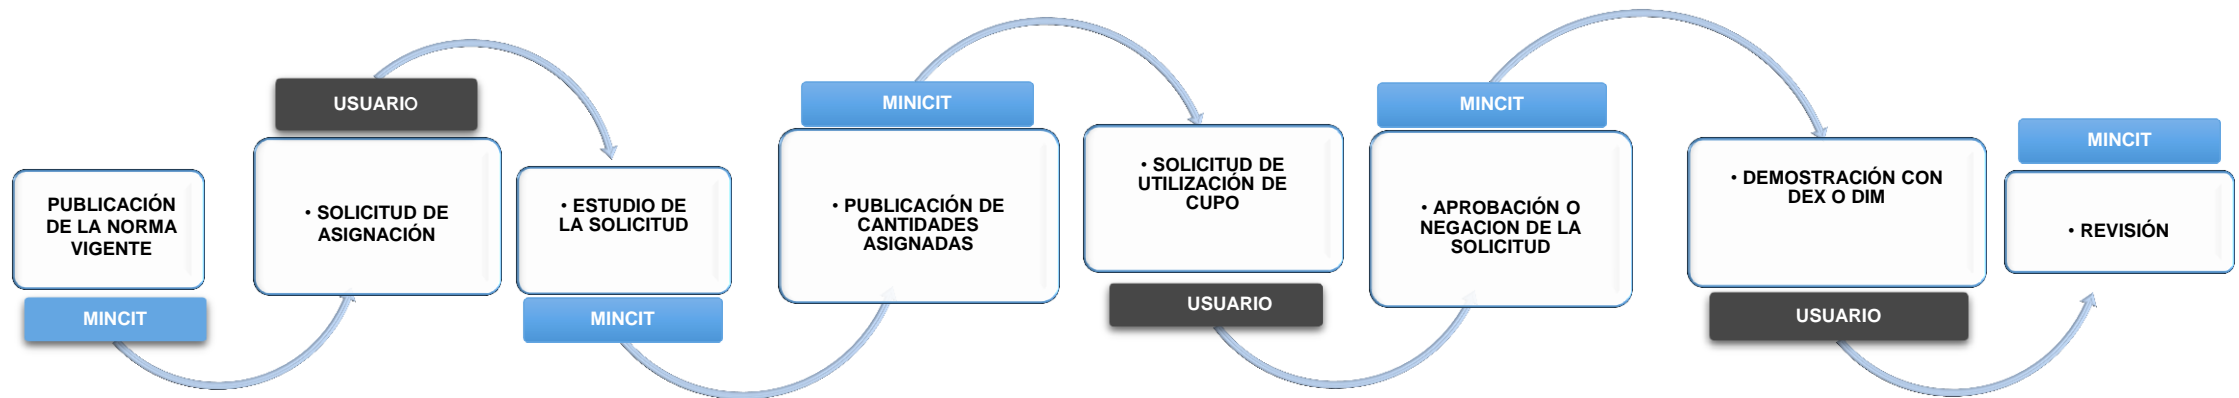 PUBLICACIÓN
DE LA NORMA
VIGENTE
MINCIT
USUARIO
• SOLICITUD DE
ASIGNACIÓN
• ESTUDIO DE
LA SOLICITUD
MINCIT
MINICIT
• PUBLICACIÓN DE
CANTIDADES
ASIGNADAS
• SOLICITUD DE
UTILIZACIÓN DE
CUPO
USUARIO
MINCIT
• APROBACIÓN O
NEGACION DE LA
SOLICITUD
• DEMOSTRACIÓN CON
DEX O DIM
USUARIO
MINCIT
• REVISIÓN